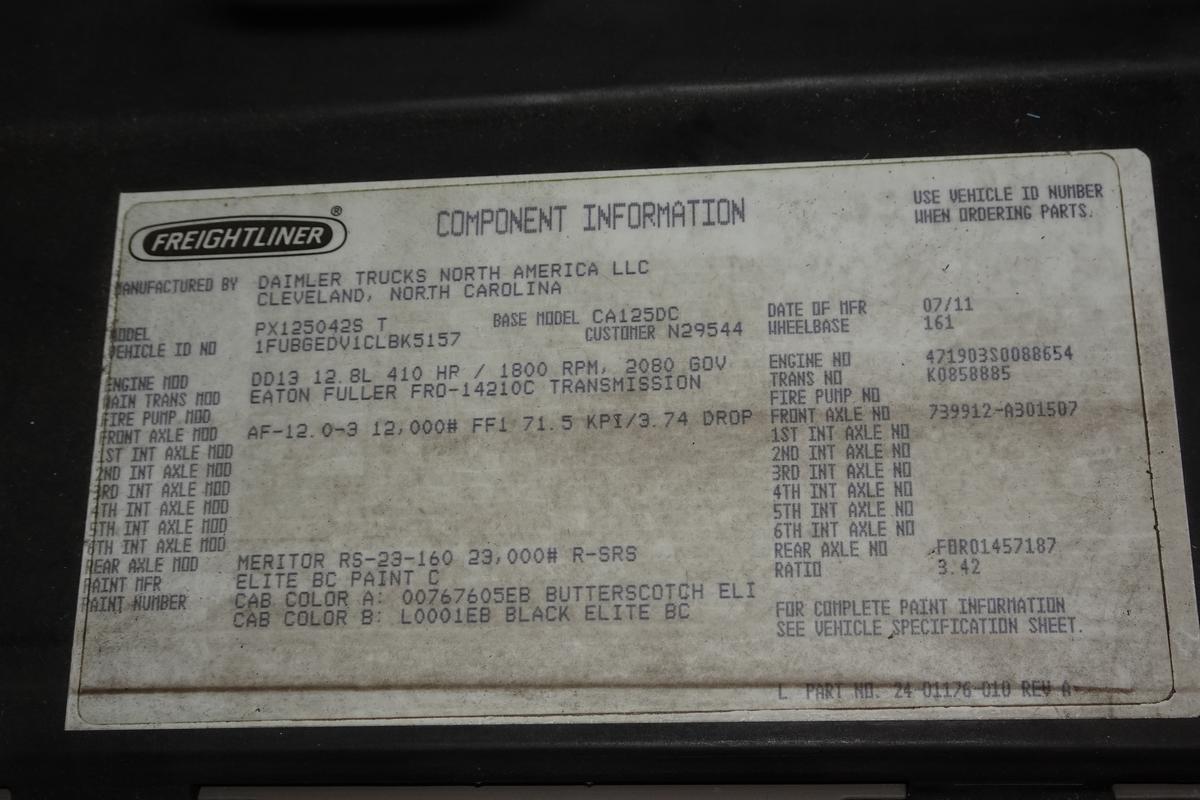 FREIGHTLINER®
COMPONENT INFORMATION
USE VEHICLE ID NUMBER
WHEN ORDERING PARTS.
MANUFACTURED BY DAIMLER TRUCKS NORTH AMERICA LLC
CLEVELAND, NORTH CAROLINA
MODEL PX125042S T BASE MODEL CA125DC
VEHICLE ID NO 1FUBGEDV1CLBK5157 CUSTOMER N29544
DATE OF MFR 07/11
WHEELBASE 161
ENGINE MOD DD13 12.8L 410 HP / 1800 RPM, 2080 GOV
MAIN TRANS MOD EATON FULLER FRO-14210C TRANSMISSION
FIRE PUMP MOD
FRONT AXLE MOD AF-12.0-3 12,000# FF1 71.5 KPI/3.74 DROP
1ST INT AXLE MOD
2ND INT AXLE MOD
3RD INT AXLE MOD
4TH INT AXLE MOD
5TH INT AXLE MOD
6TH INT AXLE MOD
REAR AXLE MOD MERITOR RS-23-160 23,000# R-SRS
PAINT MFR ELITE BC PAINT C
PAINT NUMBER CAB COLOR A: 00767605EB BUTTERSCOTCH ELI
CAB COLOR B: L0001EB BLACK ELITE BC
ENGINE NO 471903S0088654
TRANS NO K0858885
FIRE PUMP NO
FRONT AXLE NO 739912-A301507
1ST INT AXLE NO
2ND INT AXLE NO
3RD INT AXLE NO
4TH INT AXLE NO
5TH INT AXLE NO
6TH INT AXLE NO
REAR AXLE NO FOR01457187
RATIO 3.42
FOR COMPLETE PAINT INFORMATION
SEE VEHICLE SPECIFICATION SHEET.
L PART NO. 24-01176-010 REV A